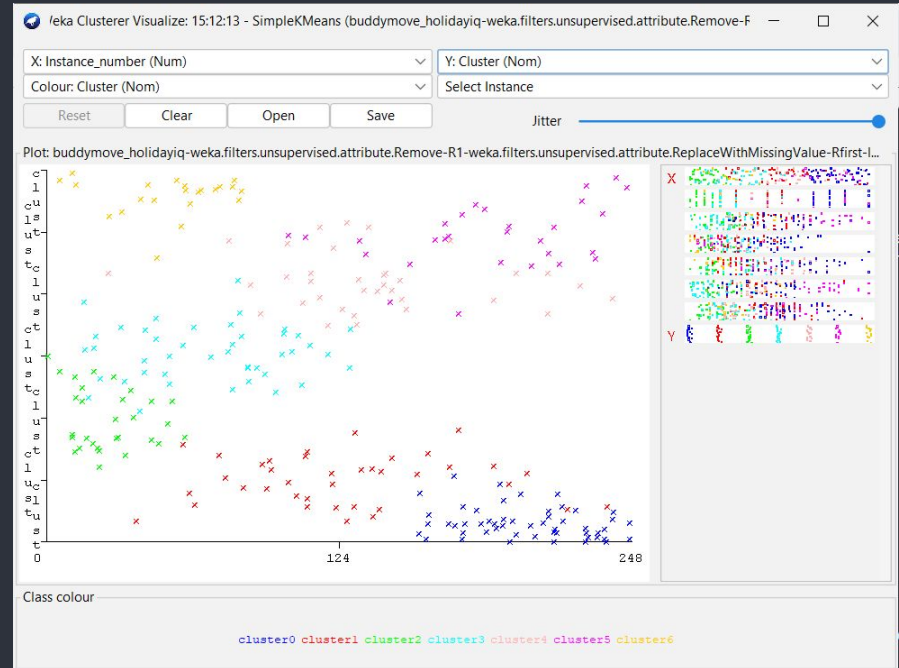 /eka Clusterer Visualize: 15:12:13 - SimpleKMeans (buddymove_holidayiq-weka.filters.unsupervised.attribute.Remove-F
X: Instance_number (Num)
Y: Cluster (Nom)
Colour: Cluster (Nom)
Select Instance
Reset
Clear
Open
Save
Jitter
Plot: buddymove_holidayiq-weka.filters.unsupervised.attribute.Remove-R1-weka.filters.unsupervised.attribute.ReplaceWithMissingValue-Rfirst-l...
X
Y
0
124
248
Class colour
cluster0 cluster1 cluster2 cluster3 cluster4 cluster5 cluster6